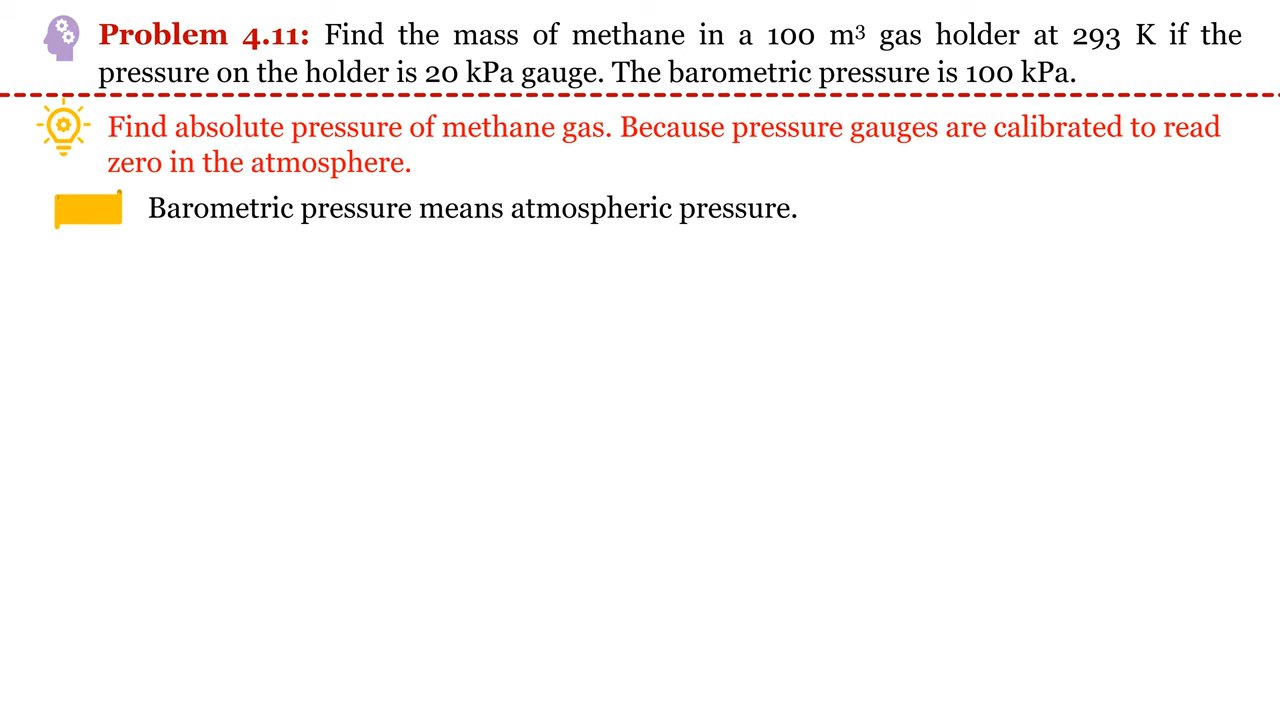 Problem 4.11: Find the mass of methane in a 100 m³ gas holder at 293 K if the
pressure on the holder is 20 kPa gauge. The barometric pressure is 100 kPa.
Find absolute pressure of methane gas. Because pressure gauges are calibrated to read
zero in the atmosphere.
Barometric pressure means atmospheric pressure.